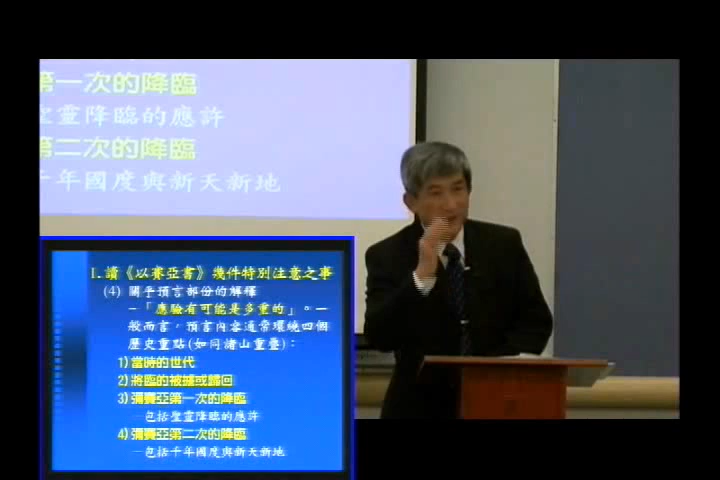 第一次的降臨
聖靈降臨的應許
第二次的降臨
千年國度與新天新地
1.讀《以賽亞書》幾件特別注意之事
(4) 關乎預言部份的解釋
–「應驗有可能是多重的」。一
般而言，預言內容通常環繞四個
歷史重點(如同諸山重疊)：
1)當時的世代
2)將臨的被擄或歸回
3)彌賽亞第一次的降臨
–包括聖靈降臨的應許
4)彌賽亞第二次的降臨
–包括千年國度與新天新地